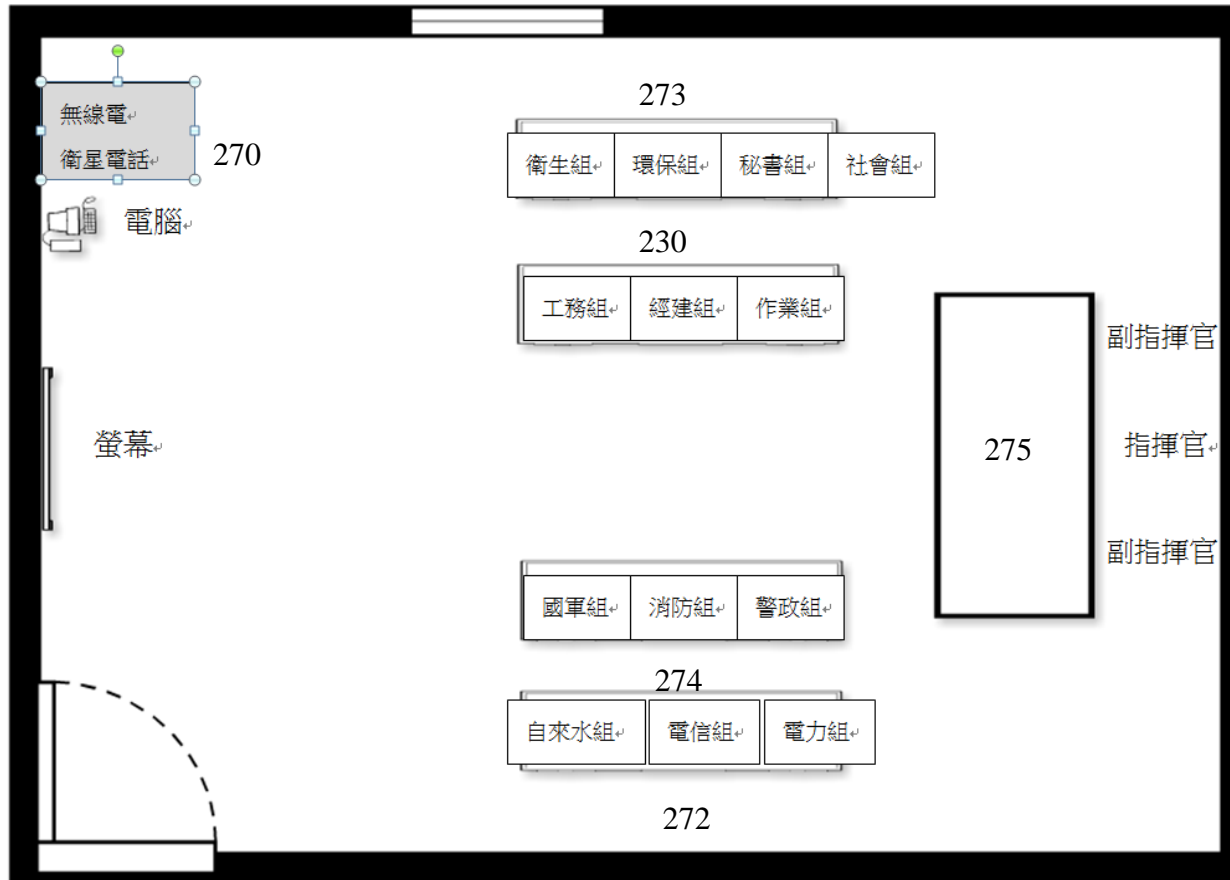 無線電
衛星電話
270
電腦
螢幕
273
衛生組 環保組 秘書組 社會組
230
工務組 經建組 作業組
副指揮官
275
指揮官
副指揮官
國軍組 消防組 警政組
274
自來水組 電信組 電力組
272